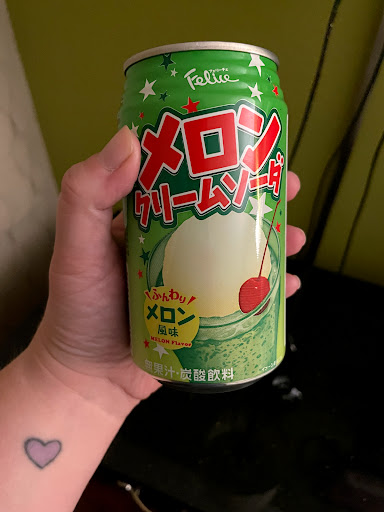 Felice
メロン
クリームソーダ
ふんわり
メロン
風味
MELON Flavor
無果汁・炭酸飲料